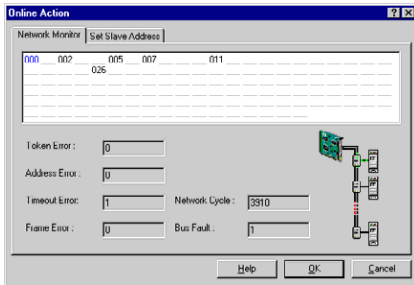 Online Action
Network Monitor Set Slave Address
000 002 005 007 011
026
Token Error : 0
Address Error : 0
Timeout Error: 1 Network Cycle : 3910
Frame Error : 0 Bus Fault : 1
Help OK Cancel